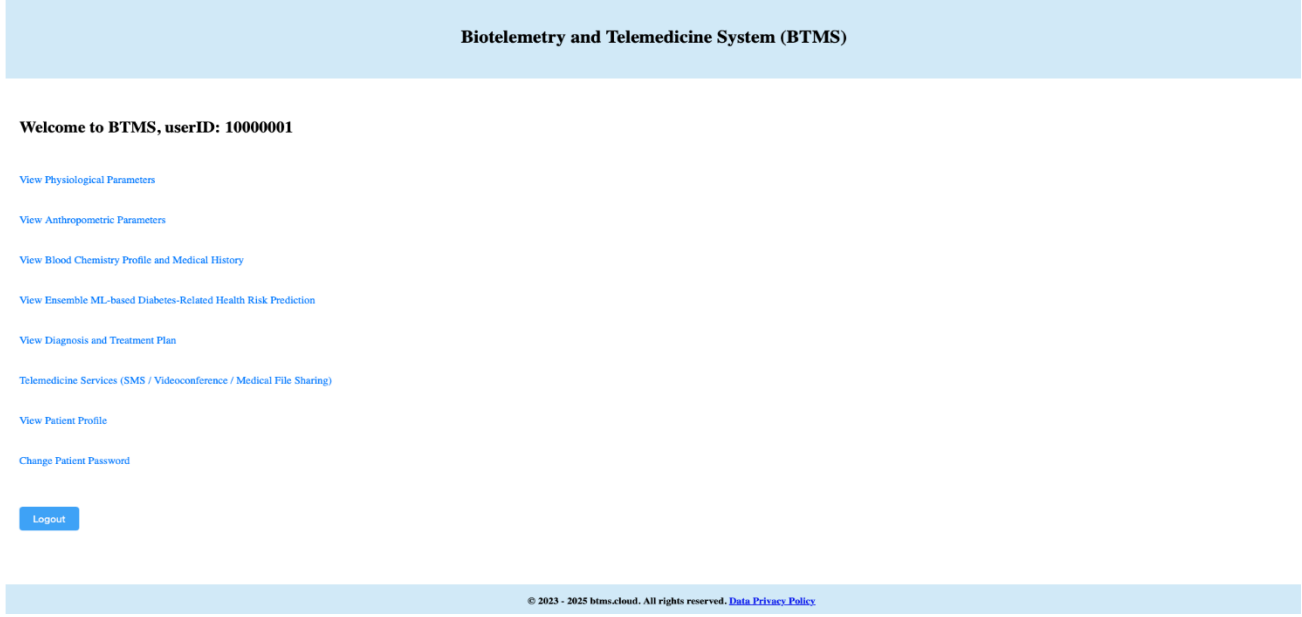 Biotelemetry and Telemedicine System (BTMS)
Welcome to BTMS, userID: 10000001
View Physiological Parameters
View Anthropometric Parameters
View Blood Chemistry Profile and Medical History
View Ensemble ML-based Diabetes-Related Health Risk Prediction
View Diagnosis and Treatment Plan
Telemedicine Services (SMS / Videoconference / Medical File Sharing)
View Patient Profile
Change Patient Password
Logout
© 2023 - 2025 btms.cloud. All rights reserved. Data Privacy Policy